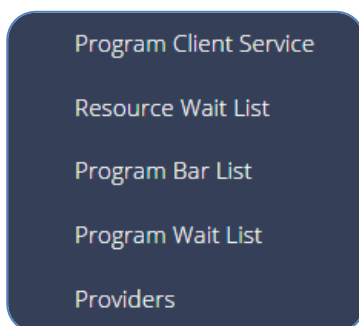 Program Client Service
Resource Wait List
Program Bar List
Program Wait List
Providers